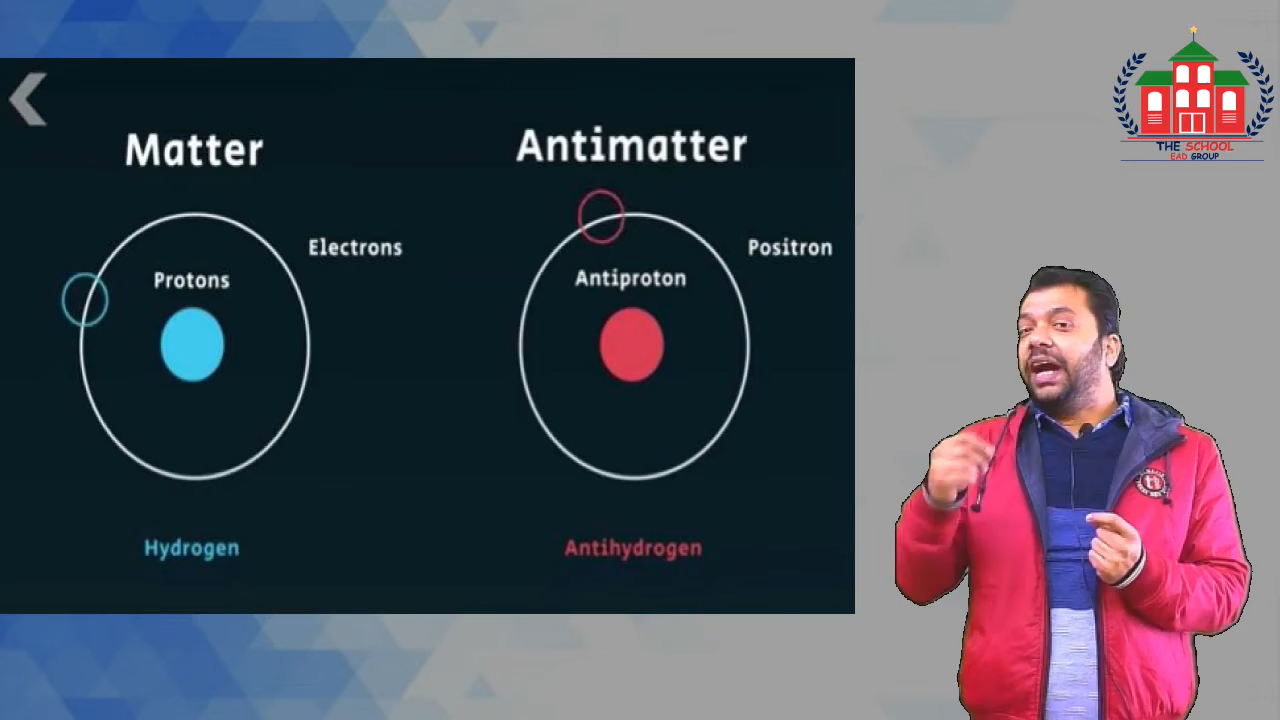 Matter
Antimatter
Electrons
Positron
Protons
Antiproton
Hydrogen
Antihydrogen
THE SCHOOL
EAD GROUP